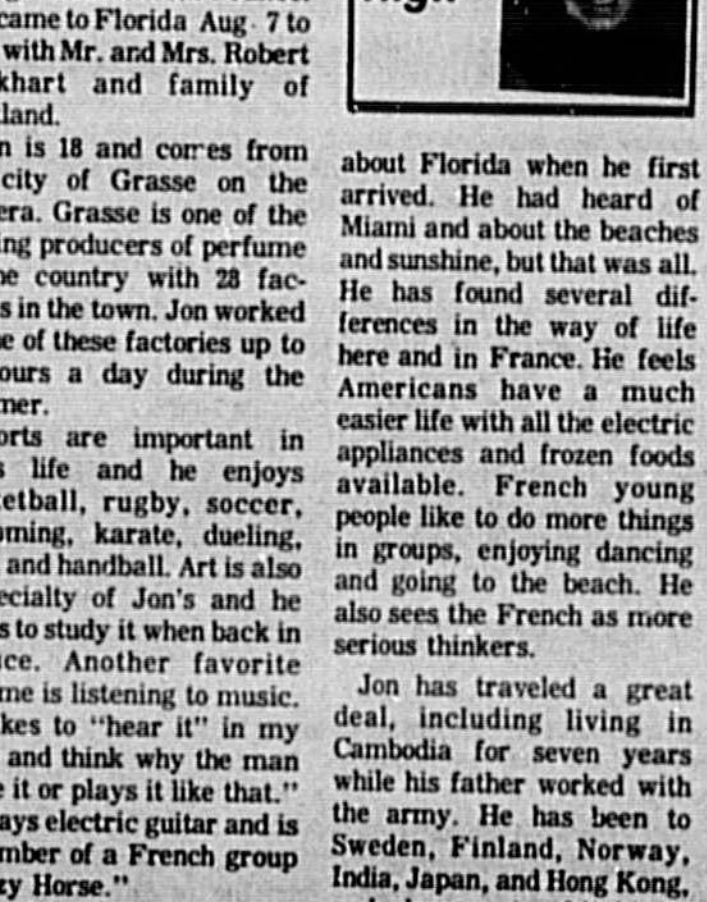 came to Florida Aug. 7 to
with Mr. and Mrs. Robert
khart and family of
land.
n is 18 and comes from
city of Grasse on the
era. Grasse is one of the
ing producers of perfume
he country with 28 fac-
s in the town. Jon worked
e of these factories up to
ours a day during the
mer.
orts are important in
s life and he enjoys
etball, rugby, soccer,
ming, karate, dueling,
and handball. Art is also
ecialty of Jon's and he
s to study it when back in
ce. Another favorite
me is listening to music.
kes to "hear it" in my
and think why the man
e it or plays it like that."
ays electric guitar and is
mber of a French group
zy Horse."
about Florida when he first
arrived. He had heard of
Miami and about the beaches
and sunshine, but that was all.
He has found several dif-
ferences in the way of life
here and in France. He feels
Americans have a much
easier life with all the electric
appliances and frozen foods
available. French young
people like to do more things
in groups, enjoying dancing
and going to the beach. He
also sees the French as more
serious thinkers.
Jon has traveled a great
deal, including living in
Cambodia for seven years
while his father worked with
the army. He has been to
Sweden, Finland, Norway,
India, Japan, and Hong Kong,